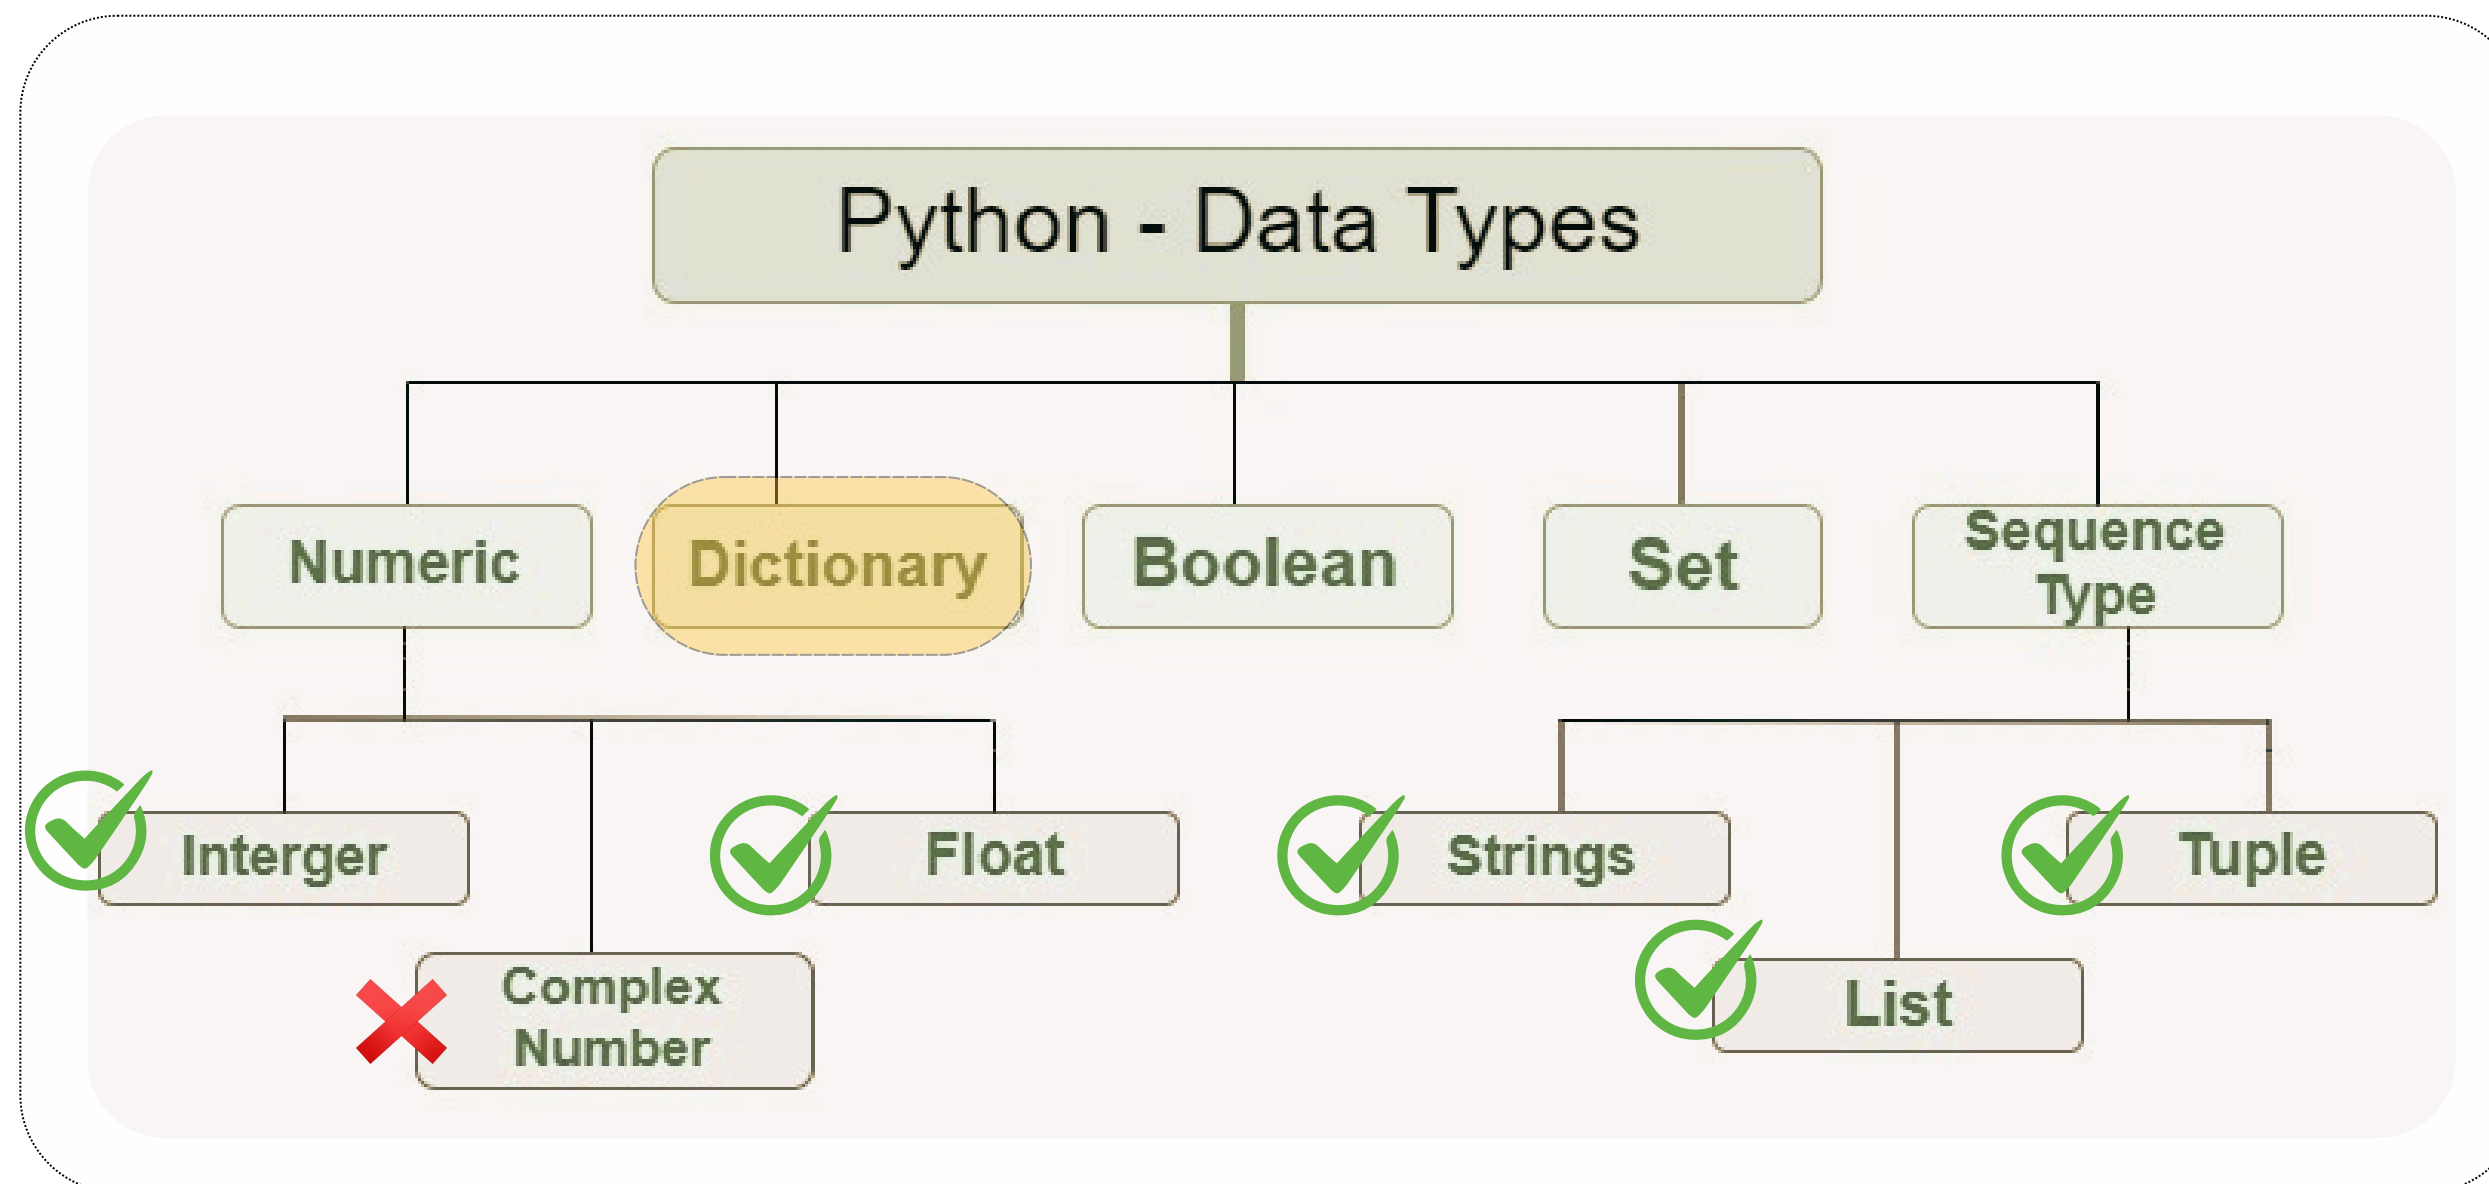 Python - Data Types
Numeric
Dictionary
Boolean
Set
Sequence
Type
Interger
Float
Strings
Tuple
Complex
Number
List